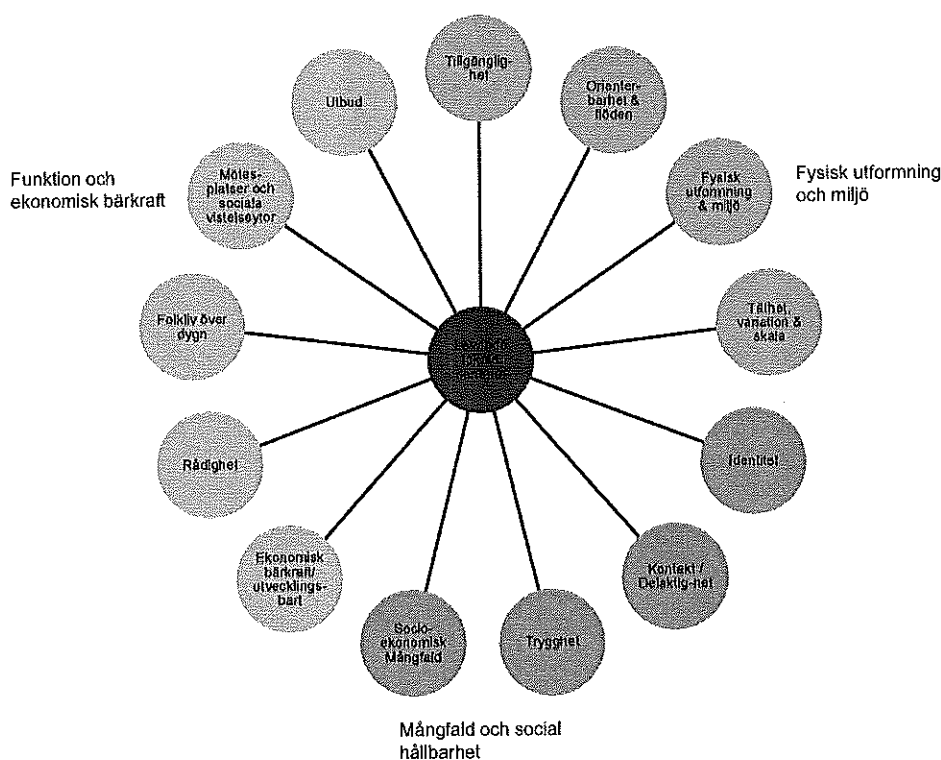 Tillgänglig-
het
Utbud
Orienter-
barhet &
flöden
Funktion och
ekonomisk bärkraft
Mötes-
platser och
sociala
vistelseytor
Fysisk
utformning
& miljö
Fysisk utformning
och miljö
Folkliv över
dygn
Täthet,
variation &
skala
Rådighet
Identitet
Ekonomisk
bärkraft/
utvecklings-
bart
Kontakt /
Delaktig-het
Socio-
ekonomisk
Mångfald
Trygghet
Mångfald och social
hållbarhet